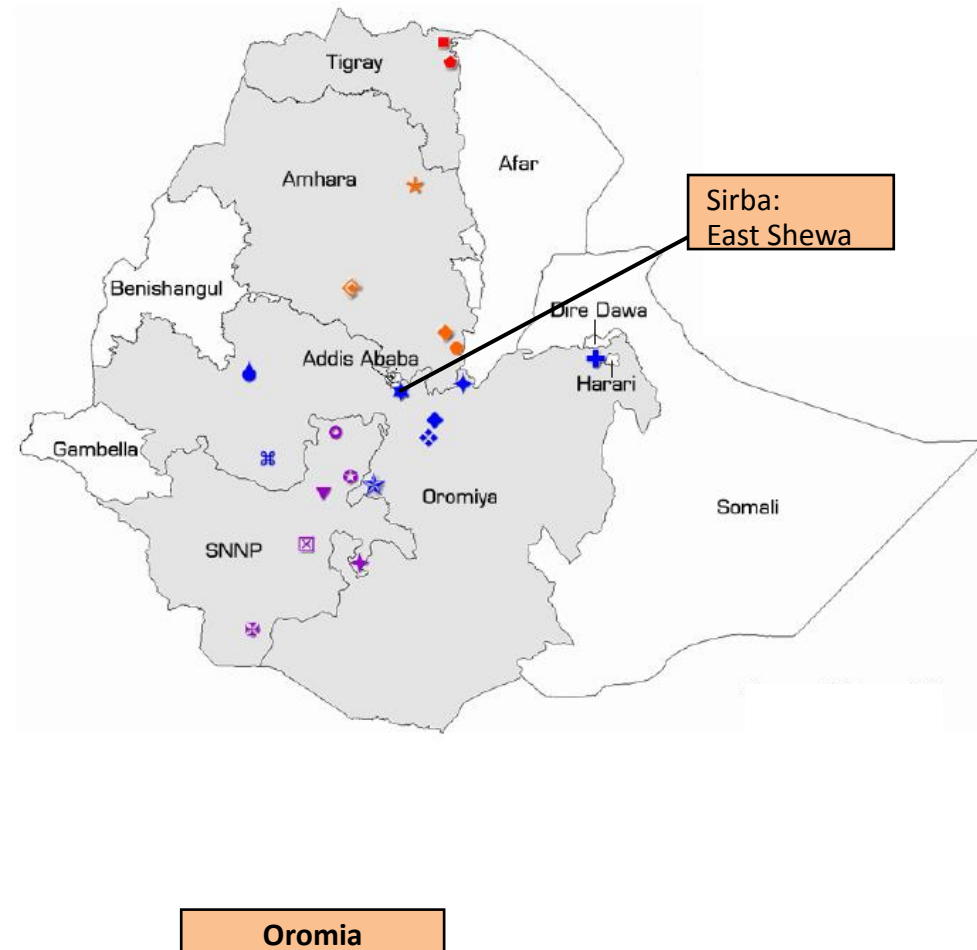 Tigray
Afar
Amhara
Sirba:
East Shewa
Benishangul
Dire Dawa
Addis Ababa
Harari
Gambella
Oromiya
Somali
SNNP
Oromia